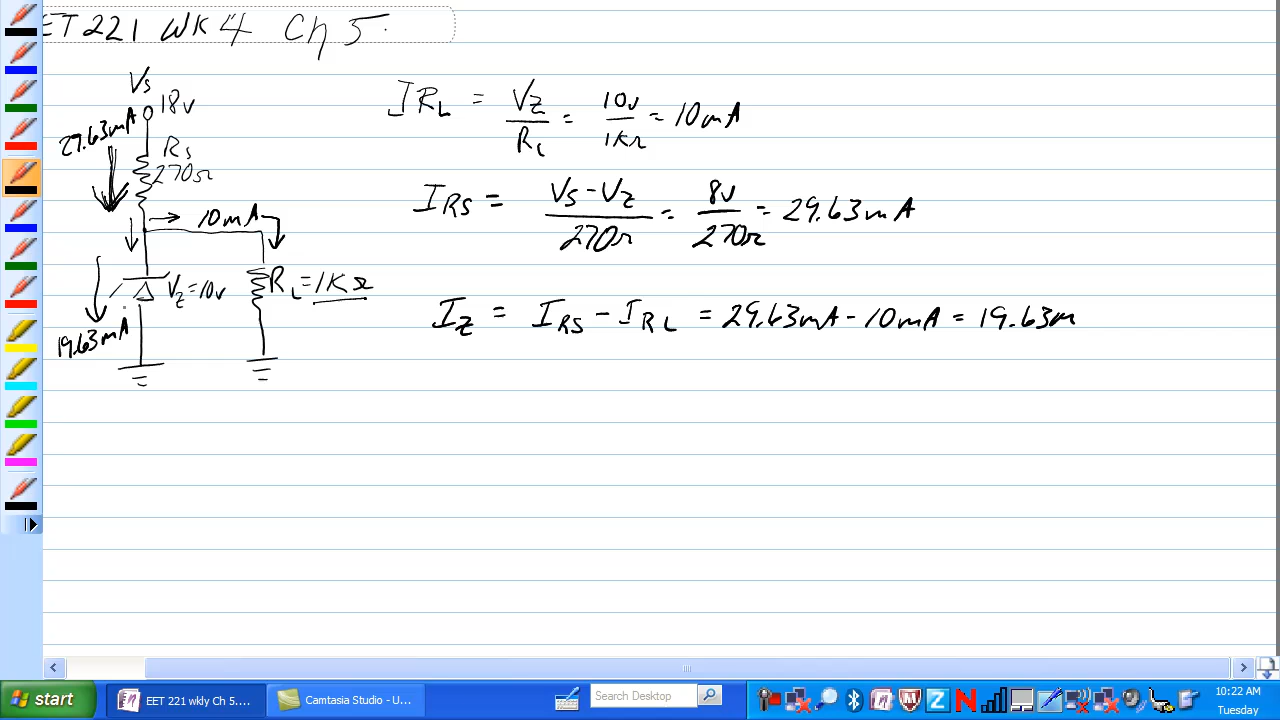 EET 221 WK 4 Ch 5
Vs
18v
29.63mA
Rs
270Ω
10mA
Vz=10v
RL=1KΩ
19.63mA
IRL = Vz/RL = 10v/1KΩ = 10mA
IRS = Vs-Vz/270Ω = 8v/270Ω = 29.63mA
Iz = IRS - IRL = 29.63mA - 10mA = 19.63m
start
EET 221 wkly Ch 5....
Camtasia Studio - U...
Search Desktop
10:22 AM
Tuesday